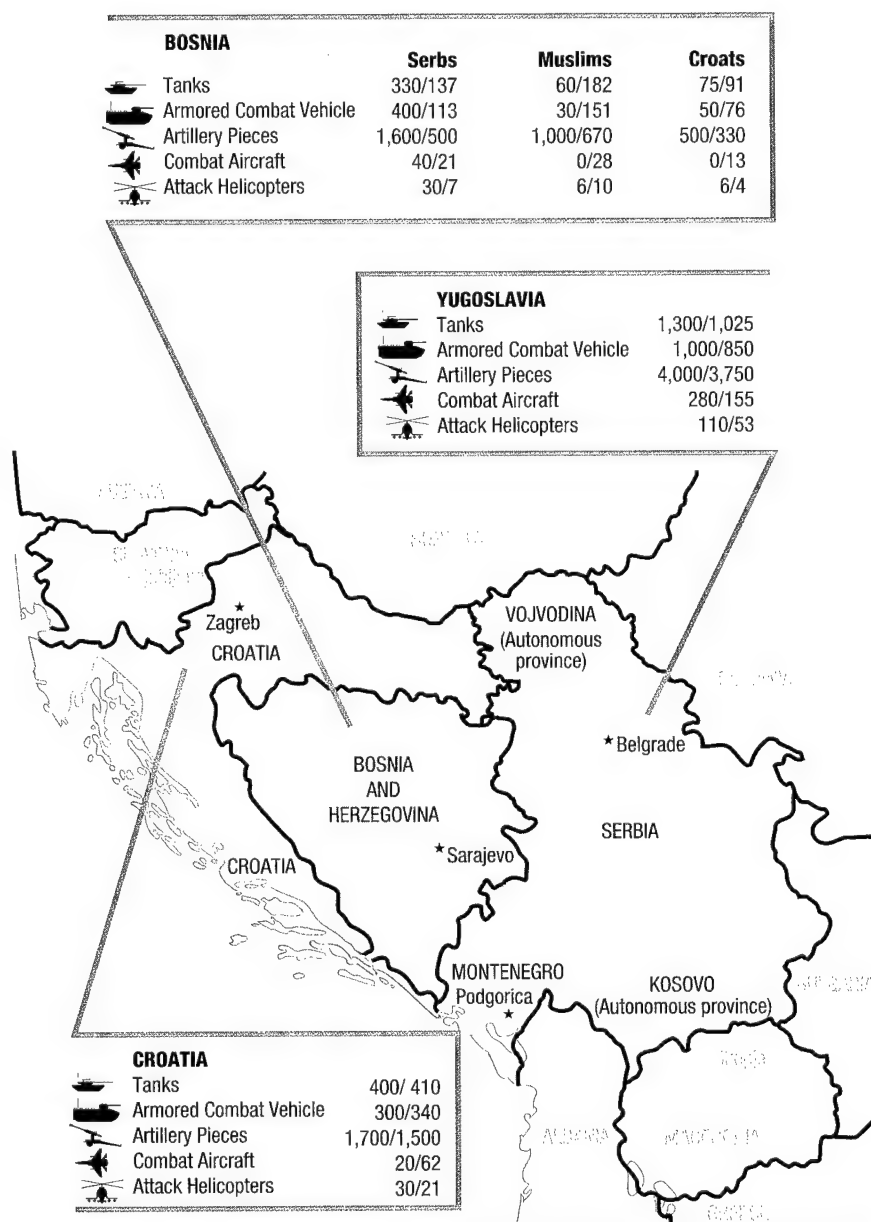 BOSNIA
Serbs Muslims Croats
Tanks 330/137 60/182 75/91
Armored Combat Vehicle 400/113 30/151 50/76
Artillery Pieces 1,600/500 1,000/670 500/330
Combat Aircraft 40/21 0/28 0/13
Attack Helicopters 30/7 6/10 6/4
YUGOSLAVIA
Tanks 1,300/1,025
Armored Combat Vehicle 1,000/850
Artillery Pieces 4,000/3,750
Combat Aircraft 280/155
Attack Helicopters 110/53
Zagreb
CROATIA
VOJVODINA
(Autonomous
province)
Belgrade
BOSNIA
AND
HERZEGOVINA
SERBIA
Sarajevo
CROATIA
MONTENEGRO
Podgorica
KOSOVO
(Autonomous province)
CROATIA
Tanks 400/ 410
Armored Combat Vehicle 300/340
Artillery Pieces 1,700/1,500
Combat Aircraft 20/62
Attack Helicopters 30/21